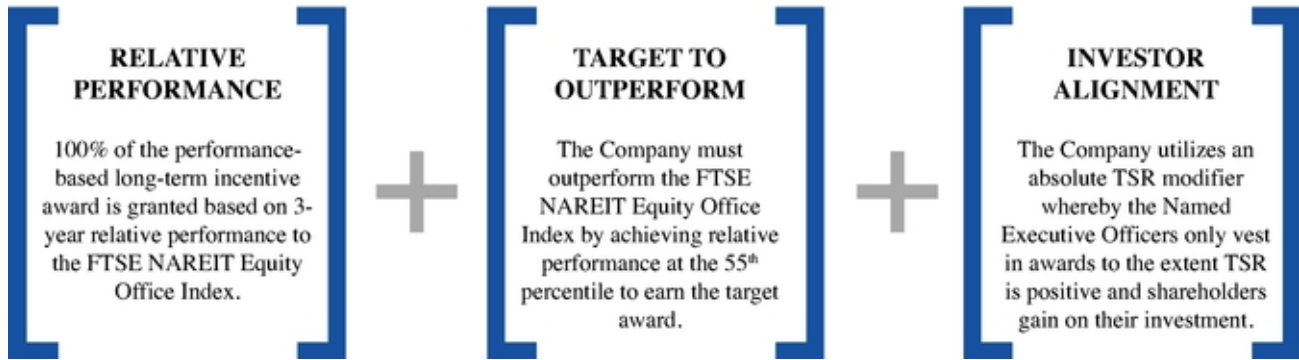 RELATIVE
PERFORMANCE
100% of the performance-
based long-term incentive
award is granted based on 3-
year relative performance to
the FTSE NAREIT Equity
Office Index.
TARGET TO
OUTPERFORM
The Company must
outperform the FTSE
NAREIT Equity Office
Index by achieving relative
performance at the 55th
percentile to earn the target
award.
INVESTOR
ALIGNMENT
The Company utilizes an
absolute TSR modifier
whereby the Named
Executive Officers only vest
in awards to the extent TSR
is positive and shareholders
gain on their investment.